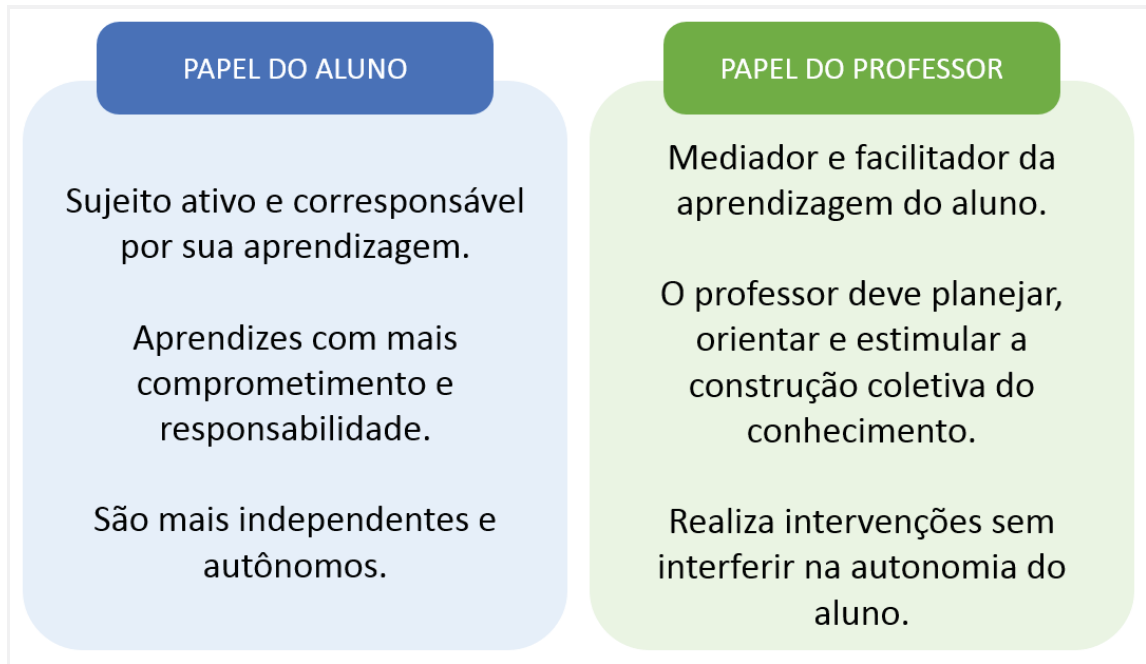 PAPEL DO ALUNO
Sujeito ativo e corresponsável
por sua aprendizagem.
Aprendizes com mais
comprometimento e
responsabilidade.
São mais independentes e
autônomos.
PAPEL DO PROFESSOR
Mediador e facilitador da
aprendizagem do aluno.
O professor deve planejar,
orientar e estimular a
construção coletiva do
conhecimento.
Realiza intervenções sem
interferir na autonomia do
aluno.